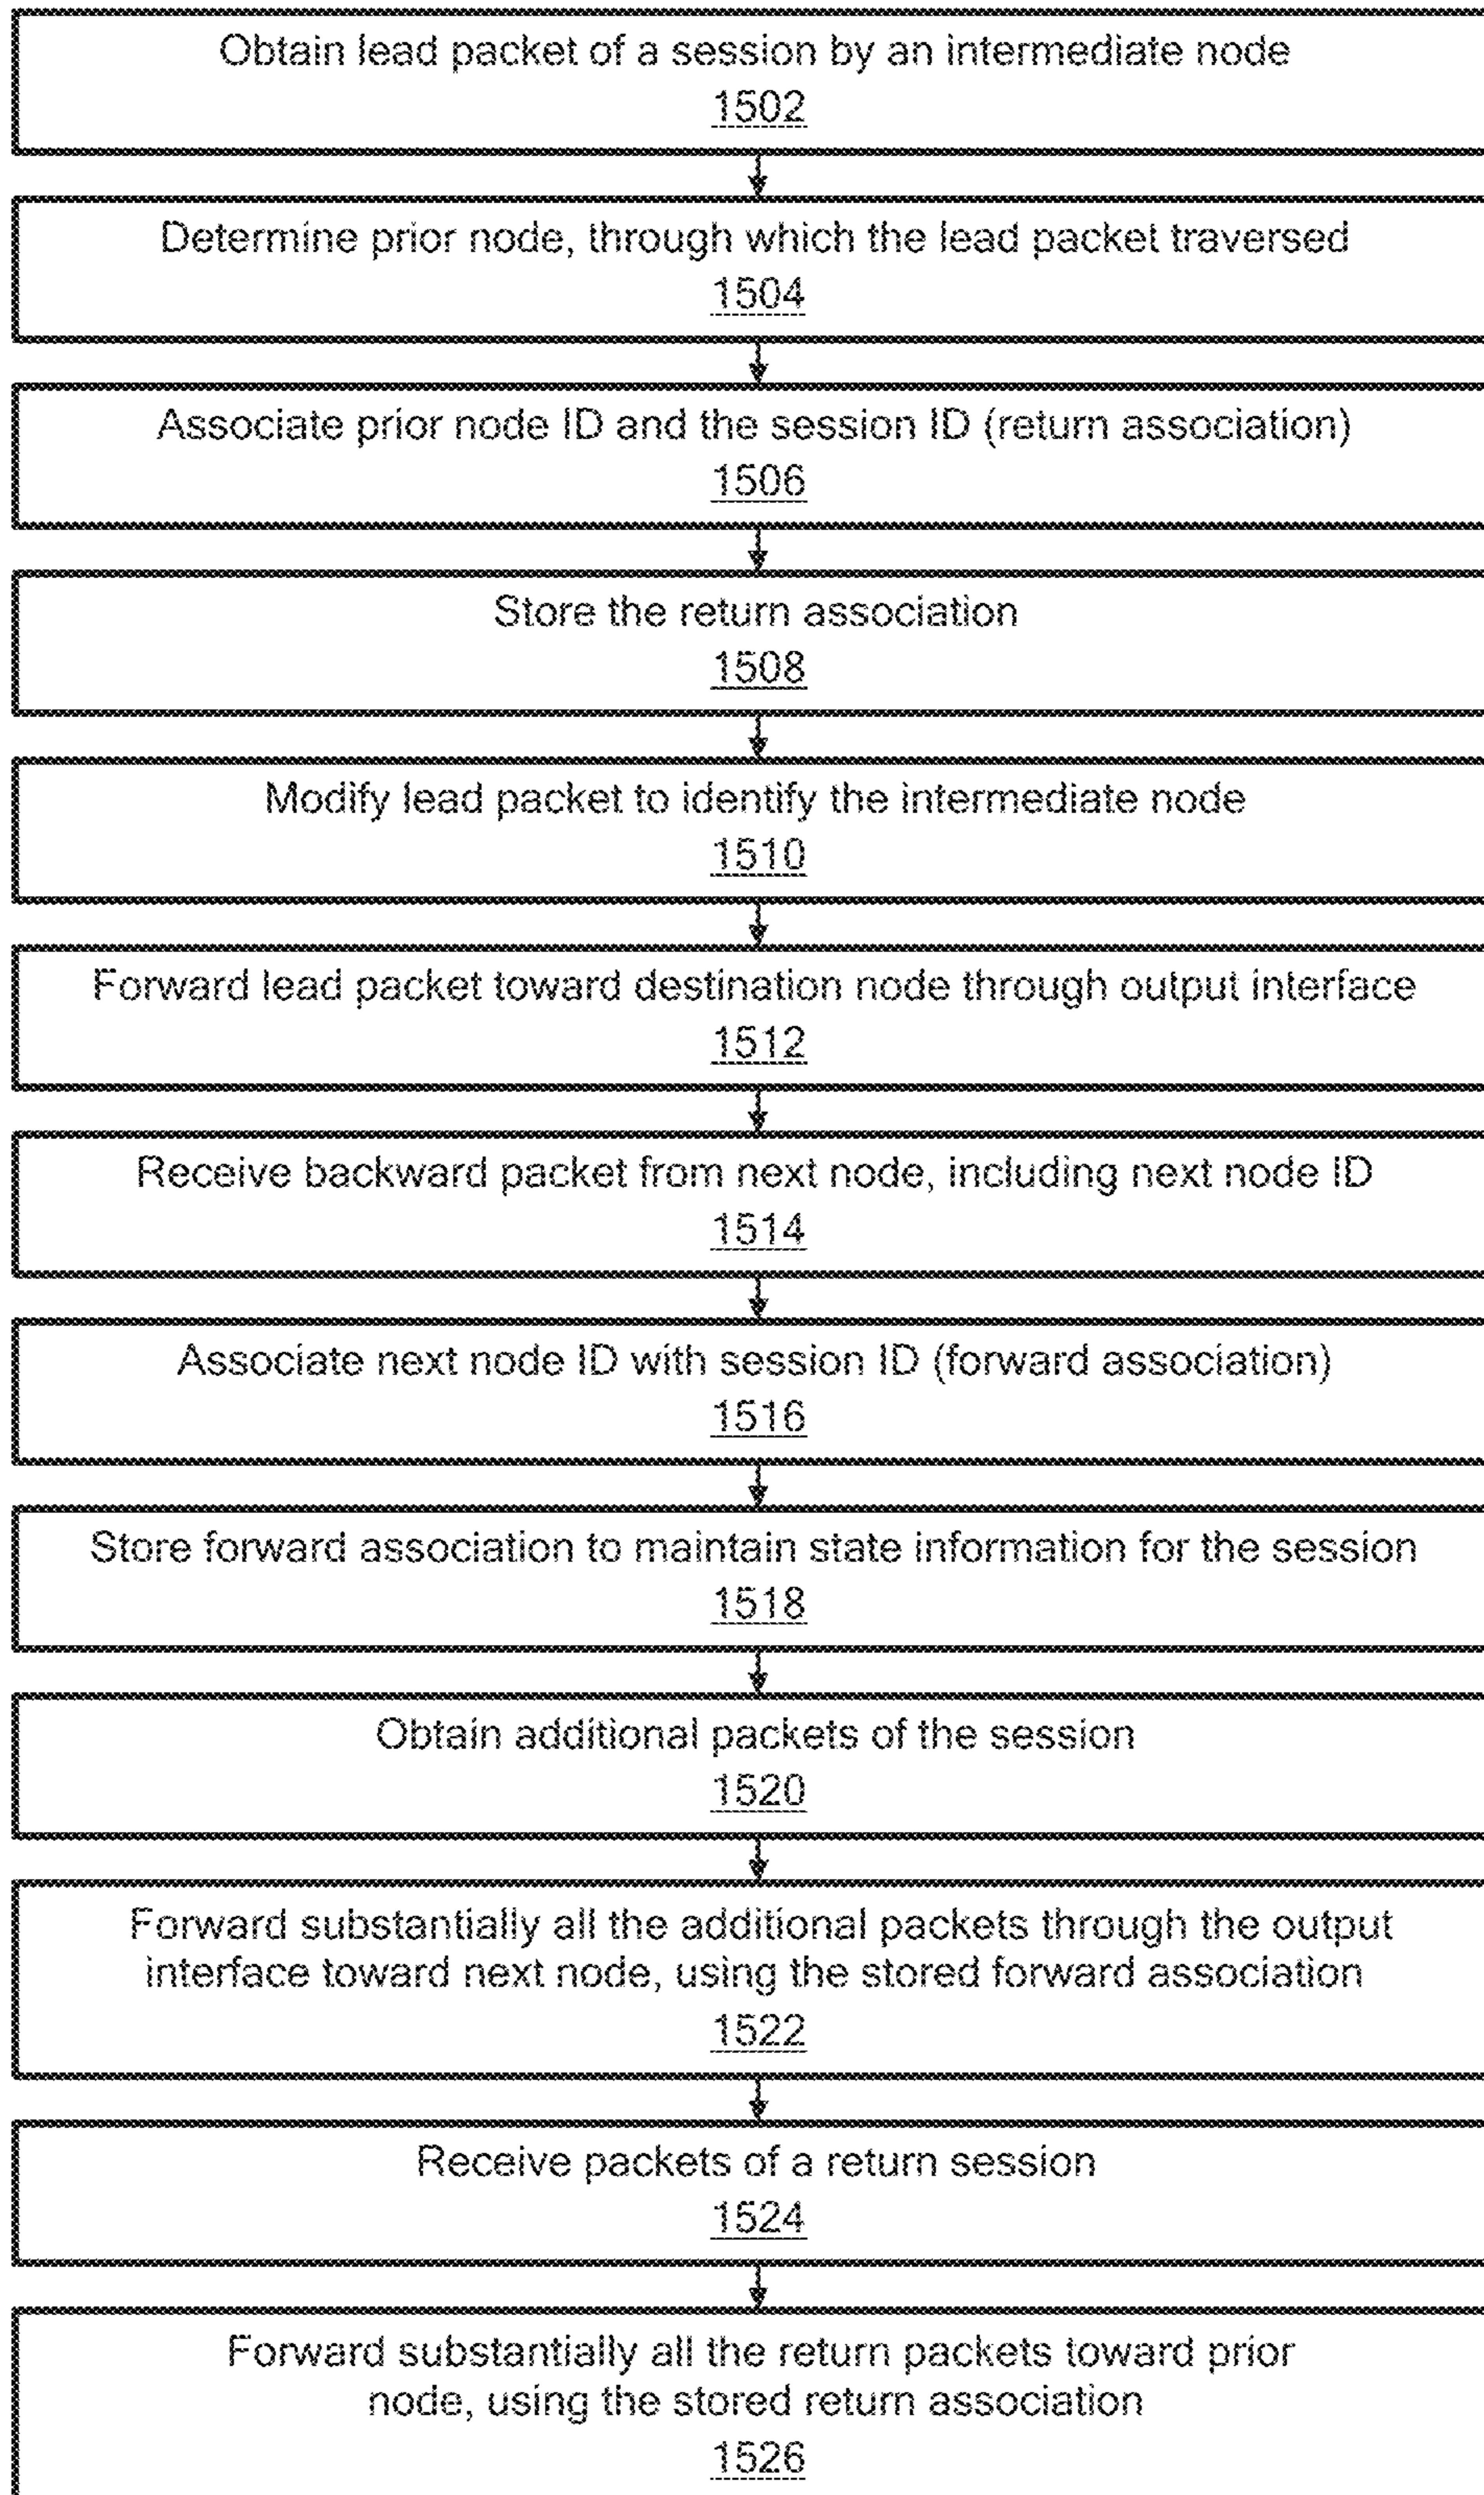 Obtain lead packet of a session by an intermediate node
1502
Determine prior node, through which the lead packet traversed
1504
Associate prior node ID and the session ID (return association)
1506
Store the return association
1508
Modify lead packet to identify the intermediate node
1510
Forward lead packet toward destination node through output interface
1512
Receive backward packet from next node, including next node ID
1514
Associate next node ID with session ID (forward association)
1516
Store forward association to maintain state information for the session
1518
Obtain additional packets of the session
1520
Forward substantially all the additional packets through the output
interface toward next node, using the stored forward association
1522
Receive packets of a return session
1524
Forward substantially all the return packets toward prior
node, using the stored return association
1526